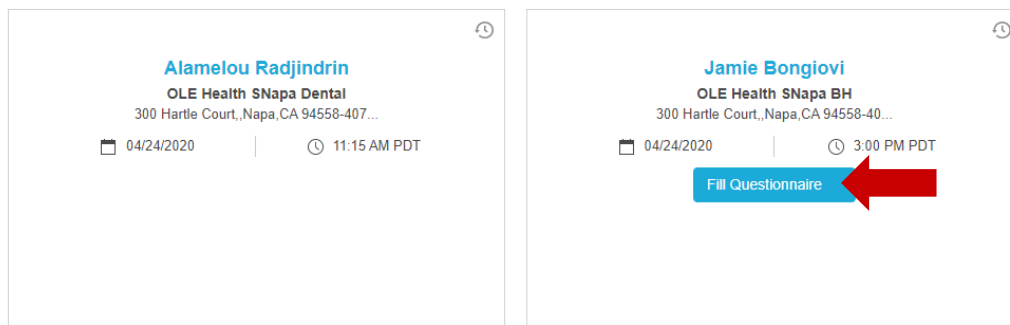 Alamelou Radjindrin
OLE Health SNapa Dental
300 Hartle Court,,Napa,CA 94558-407...
04/24/2020
11:15 AM PDT
Jamie Bongiovi
OLE Health SNapa BH
300 Hartle Court,,Napa,CA 94558-40...
04/24/2020
3:00 PM PDT
Fill Questionnaire